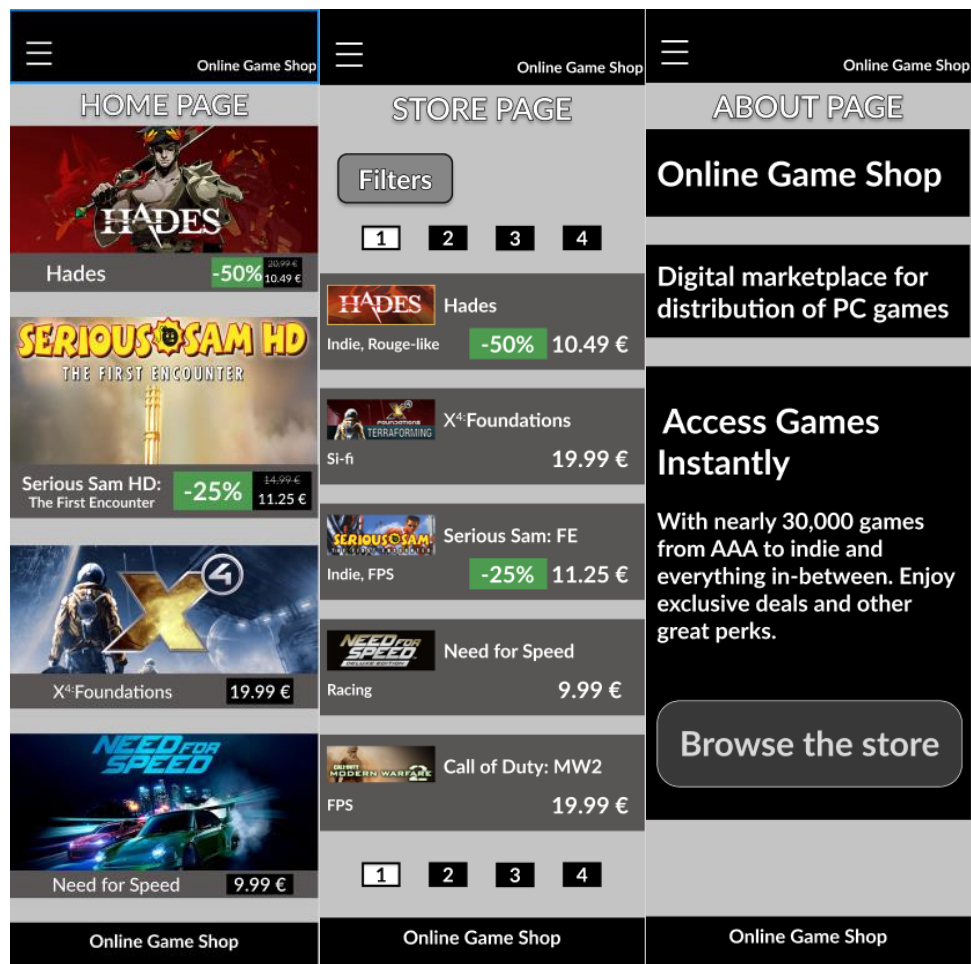 Online Game Shop
HOME PAGE
HADES
Hades
-50%
20.99 €
10.49 €
SERIOUS SAM HD
THE FIRST ENCOUNTER
Serious Sam HD:
The First Encounter
-25%
14.99 €
11.25 €
X4
X⁴:Foundations
19.99 €
NEED FOR
SPEED
Need for Speed
9.99 €
Online Game Shop
Online Game Shop
STORE PAGE
Filters
1 2 3 4
HADES
Hades
Indie, Rouge-like
-50% 10.49 €
X4
FOUNDATIONS
TERRAFORMING
X⁴:Foundations
Si-fi
19.99 €
SERIOUS SAM
THE FIRST ENCOUNTER
Serious Sam: FE
Indie, FPS
-25% 11.25 €
NEED FOR
SPEED
DELUXE EDITION
Need for Speed
Racing
9.99 €
CALL OF DUTY
MODERN WARFARE 2
Call of Duty: MW2
FPS
19.99 €
1 2 3 4
Online Game Shop
Online Game Shop
ABOUT PAGE
Online Game Shop
Digital marketplace for
distribution of PC games
Access Games
Instantly
With nearly 30,000 games
from AAA to indie and
everything in-between. Enjoy
exclusive deals and other
great perks.
Browse the store
Online Game Shop